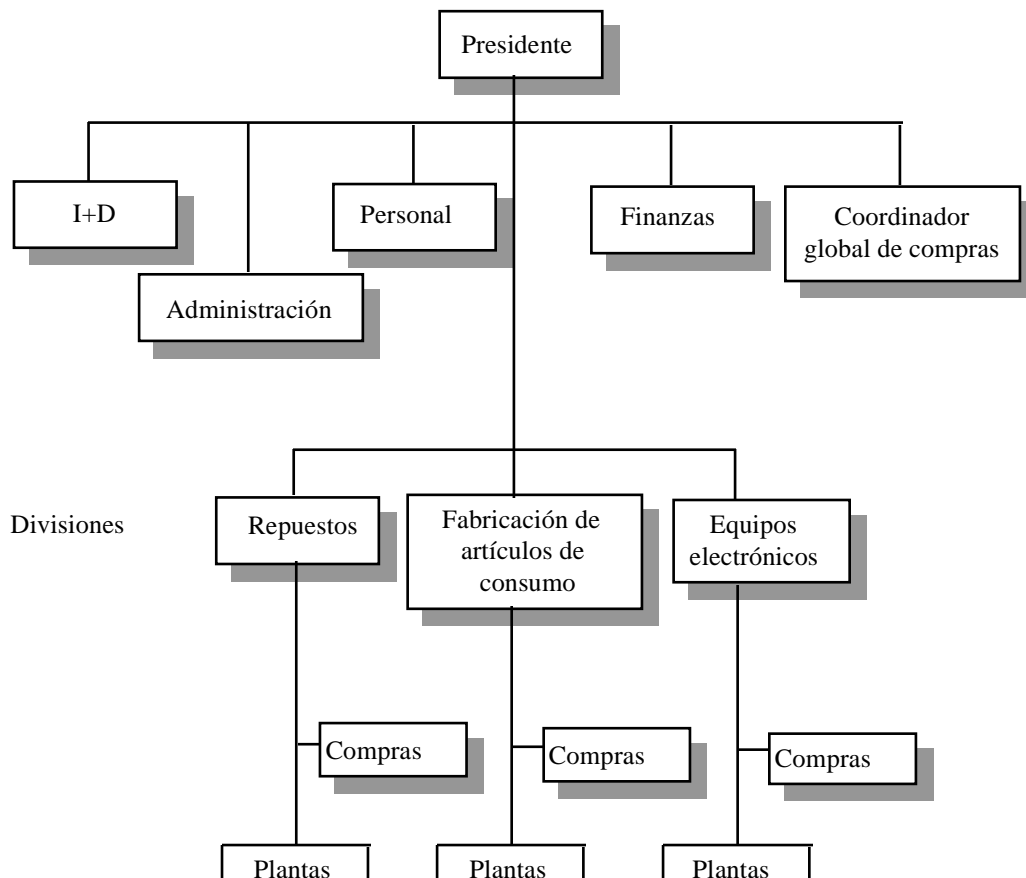 Presidente
I+D
Personal
Finanzas
Coordinador
global de compras
Administración
Divisiones
Repuestos
Fabricación de
artículos de
consumo
Equipos
electrónicos
Compras
Compras
Compras
Plantas
Plantas
Plantas